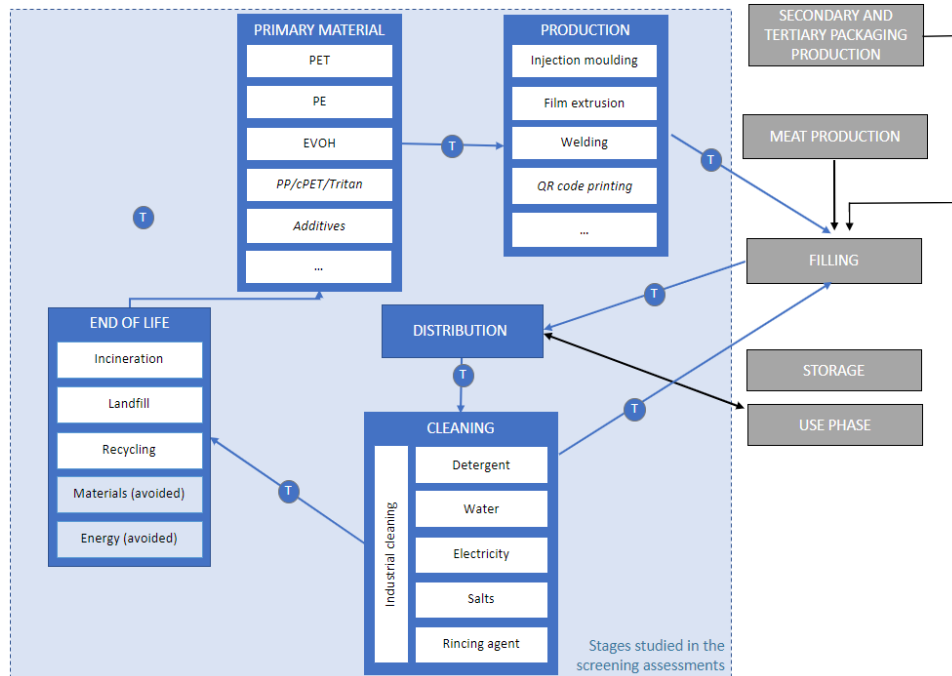 PRIMARY MATERIAL
PET
PE
EVOH
PP/cPET/Tritan
Additives
...
PRODUCTION
Injection moulding
Film extrusion
Welding
QR code printing
...
SECONDARY AND
TERTIARY PACKAGING
PRODUCTION
MEAT PRODUCTION
FILLING
STORAGE
USE PHASE
T
T
T
T
T
T
T
DISTRIBUTION
END OF LIFE
Incineration
Landfill
Recycling
Materials (avoided)
Energy (avoided)
CLEANING
Industrial cleaning
Detergent
Water
Electricity
Salts
Rincing agent
Stages studied in the
screening assessments